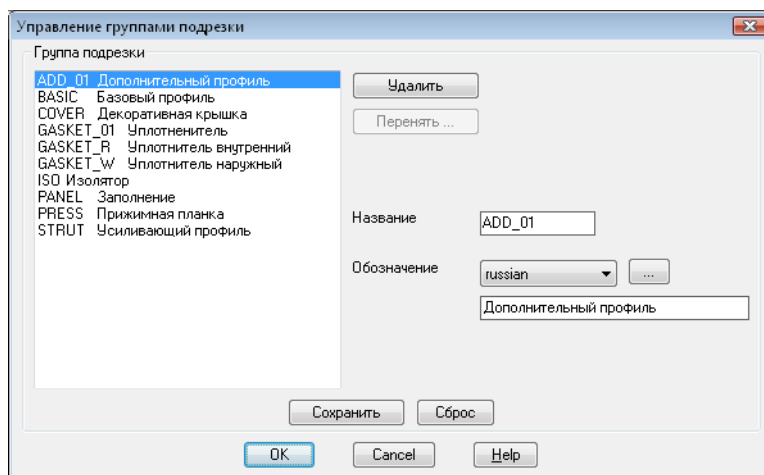 Управление группами подрезки
Группа подрезки
ADD_01 Дополнительный профиль
BASIC Базовый профиль
COVER Декоративная крышка
GASKET_01 Уплотненитель
GASKET_R Уплотнитель внутренний
GASKET_W Уплотнитель наружный
ISO Изолятор
PANEL Заполнение
PRESS Прижимная планка
STRUT Усиливающий профиль
Удалить
Перенять ...
Название
ADD_01
Обозначение
russian
...
Дополнительный профиль
Сохранить
Сброс
OK
Cancel
Help